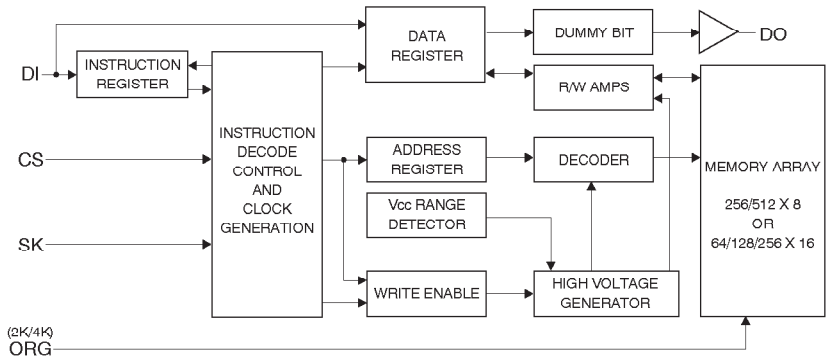 DI
INSTRUCTION
REGISTER
CS
SK
(2K/4K)
ORG
INSTRUCTION
DECODE
CONTROL
AND
CLOCK
GENERATION
DATA
REGISTER
DUMMY BIT
DO
R/W AMPS
ADDRESS
REGISTER
DECODER
Vcc RANGE
DETECTOR
WRITE ENABLE
HIGH VOLTAGE
GENERATOR
MEMORY ARRAY
256/512 X 8
OR
64/128/256 X 16